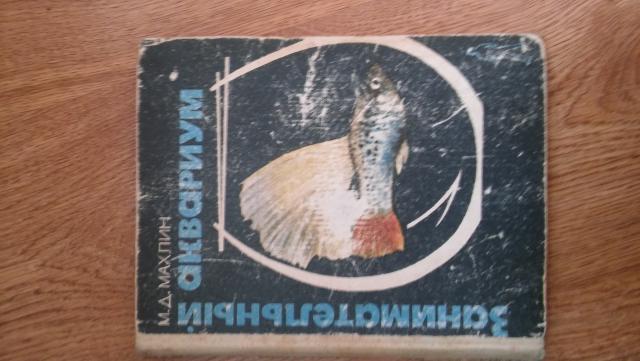 М.Д. МАХЛИН
аквариум
Занимательный